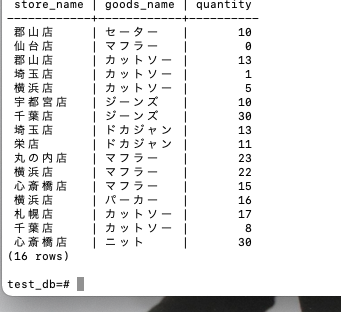 store_name | goods_name | quantity
------------+------------+----------
郡山店 | セーター | 10
仙台店 | マフラー | 0
郡山店 | カットソー | 13
埼玉店 | カットソー | 1
横浜店 | カットソー | 5
宇都宮店 | ジーンズ | 10
千葉店 | ジーンズ | 30
埼玉店 | ドカジャン | 13
栄店 | ドカジャン | 11
丸の内店 | マフラー | 23
横浜店 | マフラー | 22
心斎橋店 | マフラー | 15
横浜店 | パーカー | 16
札幌店 | カットソー | 17
千葉店 | カットソー | 8
心斎橋店 | ニット | 30
(16 rows)
test_db=#